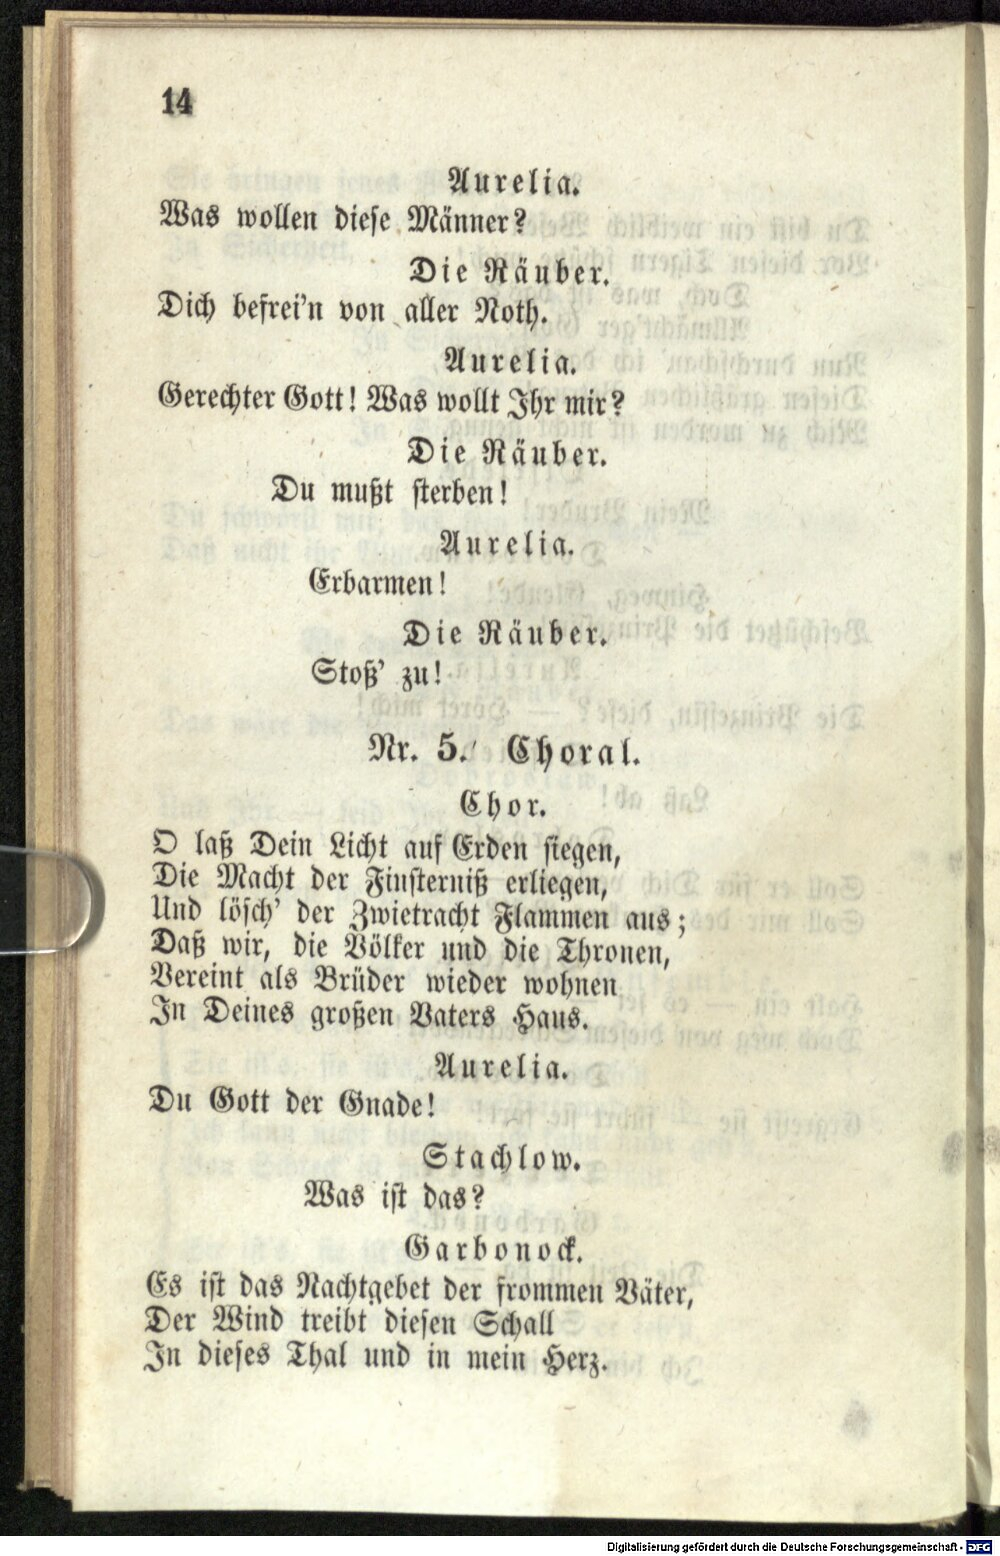 14
Aurelia.
Was wollen diese Männer?
Die Räuber.
Dich befrei'n von aller Noth.
Aurelia.
Gerechter Gott! Was wollt Ihr mir?
Die Räuber.
Du mußt sterben!
Aurelia.
Erbarmen!
Die Räuber.
Stoß' zu!
Nr. 5. Choral.
Chor.
O laß Dein Licht auf Erden siegen,
Die Macht der Finsterniß erliegen,
Und lösch' der Zwietracht Flammen aus;
Daß wir, die Völker und die Thronen,
Vereint als Brüder wieder wohnen
In Deines großen Vaters Haus.
Aurelia.
Du Gott der Gnade!
Stachlow.
Was ist das?
Garbonock.
Es ist das Nachtgebet der frommen Väter,
Der Wind treibt diesen Schall
In dieses Thal und in mein Herz.
Digitalisierung gefördert durch die Deutsche Forschungsgemeinschaft - DFG